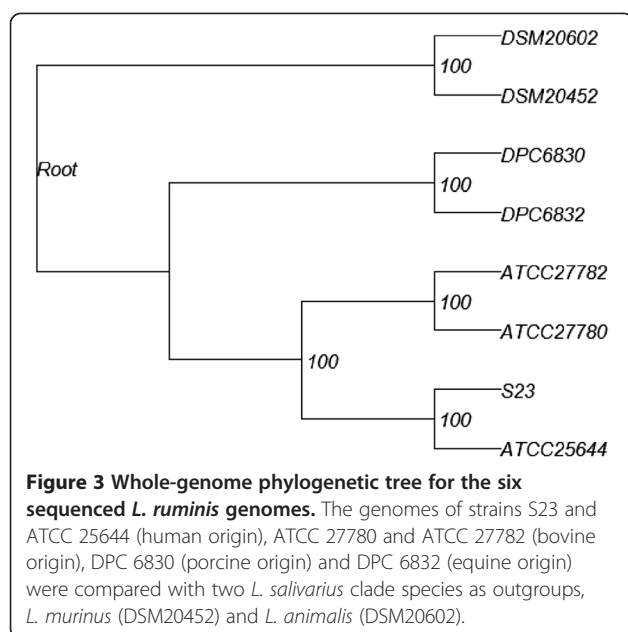 DSM20602
100
DSM20452
DPC6830
Root
100
DPC6832
ATCC27782
100
ATCC27780
100
S23
100
ATCC25644
Figure 3 Whole-genome phylogenetic tree for the six
sequenced L. ruminis genomes. The genomes of strains S23 and
ATCC 25644 (human origin), ATCC 27780 and ATCC 27782 (bovine
origin), DPC 6830 (porcine origin) and DPC 6832 (equine origin)
were compared with two L. salivarius clade species as outgroups,
L. murinus (DSM20452) and L. animalis (DSM20602).